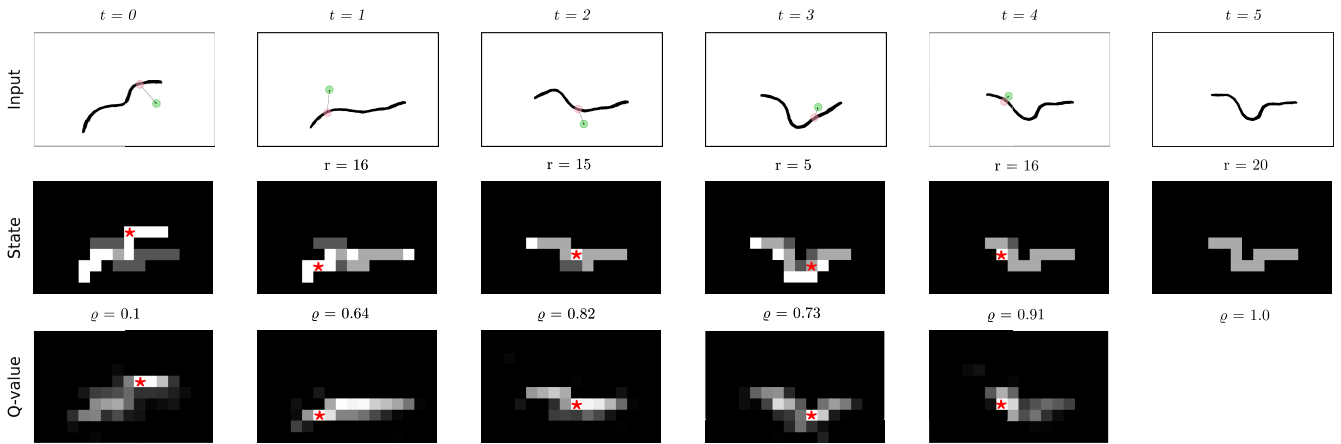 t = 0 t = 1 t = 2 t = 3 t = 4 t = 5
Input
r = 16 r = 15 r = 5 r = 16 r = 20
State
ϱ = 0.1 ϱ = 0.64 ϱ = 0.82 ϱ = 0.73 ϱ = 0.91 ϱ = 1.0
Q-value